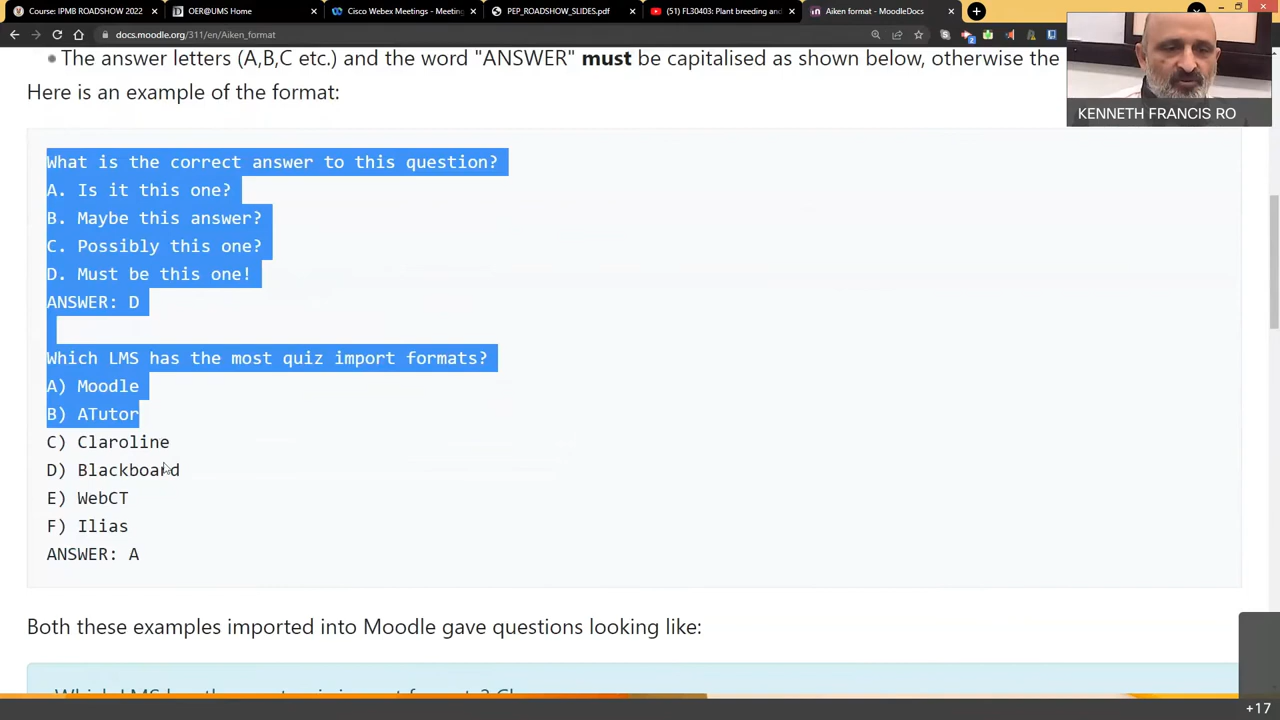 Course: IPMB ROADSHOW 2022
OER@UMS Home
Cisco Webex Meetings - Meeting
PEP_ROADSHOW_SLIDES.pdf
(51) FL30403: Plant breeding and
Aiken format - MoodleDocs
docs.moodle.org/311/en/Aiken_format
The answer letters (A,B,C etc.) and the word "ANSWER" must be capitalised as shown below, otherwise the
Here is an example of the format:
KENNETH FRANCIS RO
What is the correct answer to this question?
A. Is it this one?
B. Maybe this answer?
C. Possibly this one?
D. Must be this one!
ANSWER: D
Which LMS has the most quiz import formats?
A) Moodle
B) ATutor
C) Claroline
D) Blackboard
E) WebCT
F) Ilias
ANSWER: A
Both these examples imported into Moodle gave questions looking like:
+17